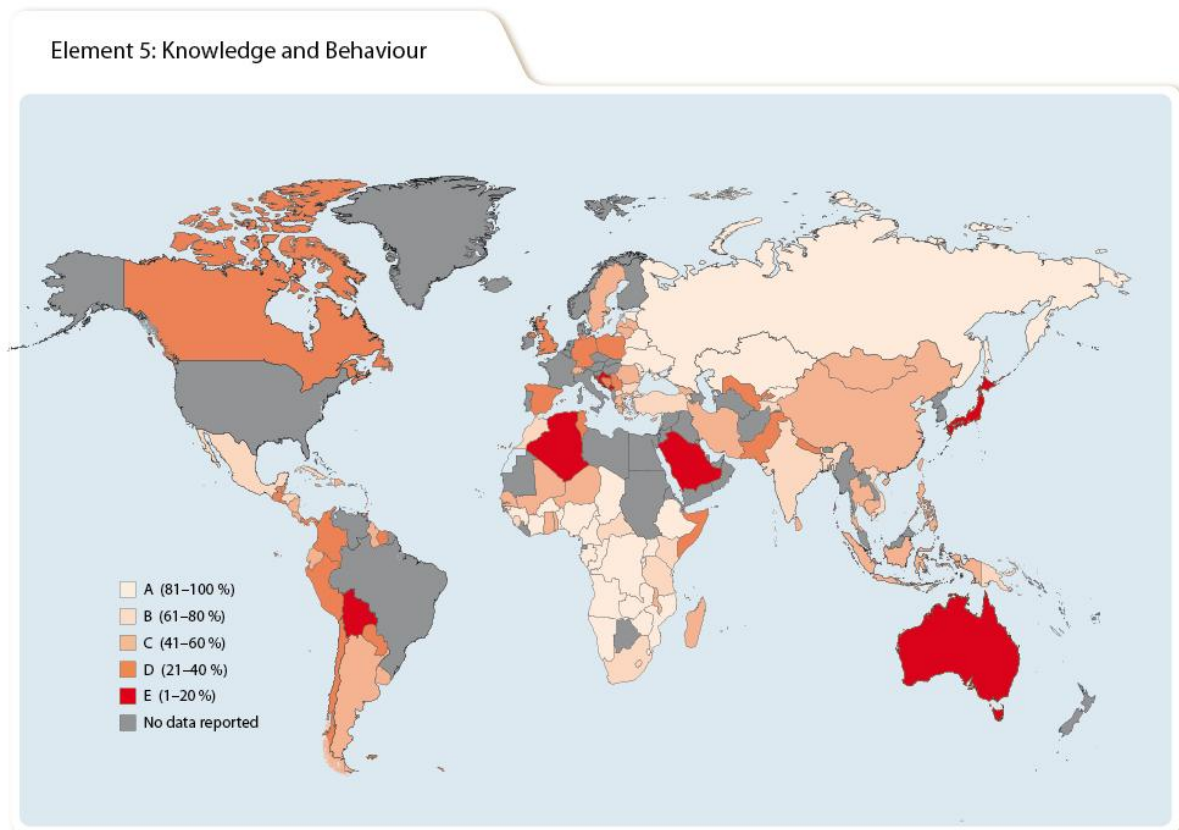 Element 5: Knowledge and Behaviour
A (81–100 %)
B (61–80 %)
C (41–60 %)
D (21–40 %)
E (1–20 %)
No data reported